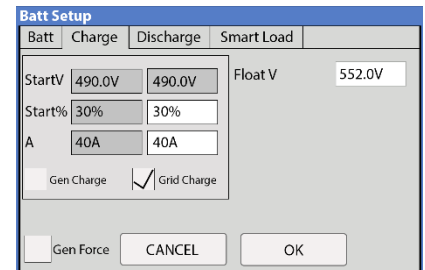 Batt Setup
Batt Charge Discharge Smart Load
StartV 490.0V 490.0V Float V 552.0V
Start% 30% 30%
A 40A 40A
Gen Charge Grid Charge
Gen Force CANCEL OK